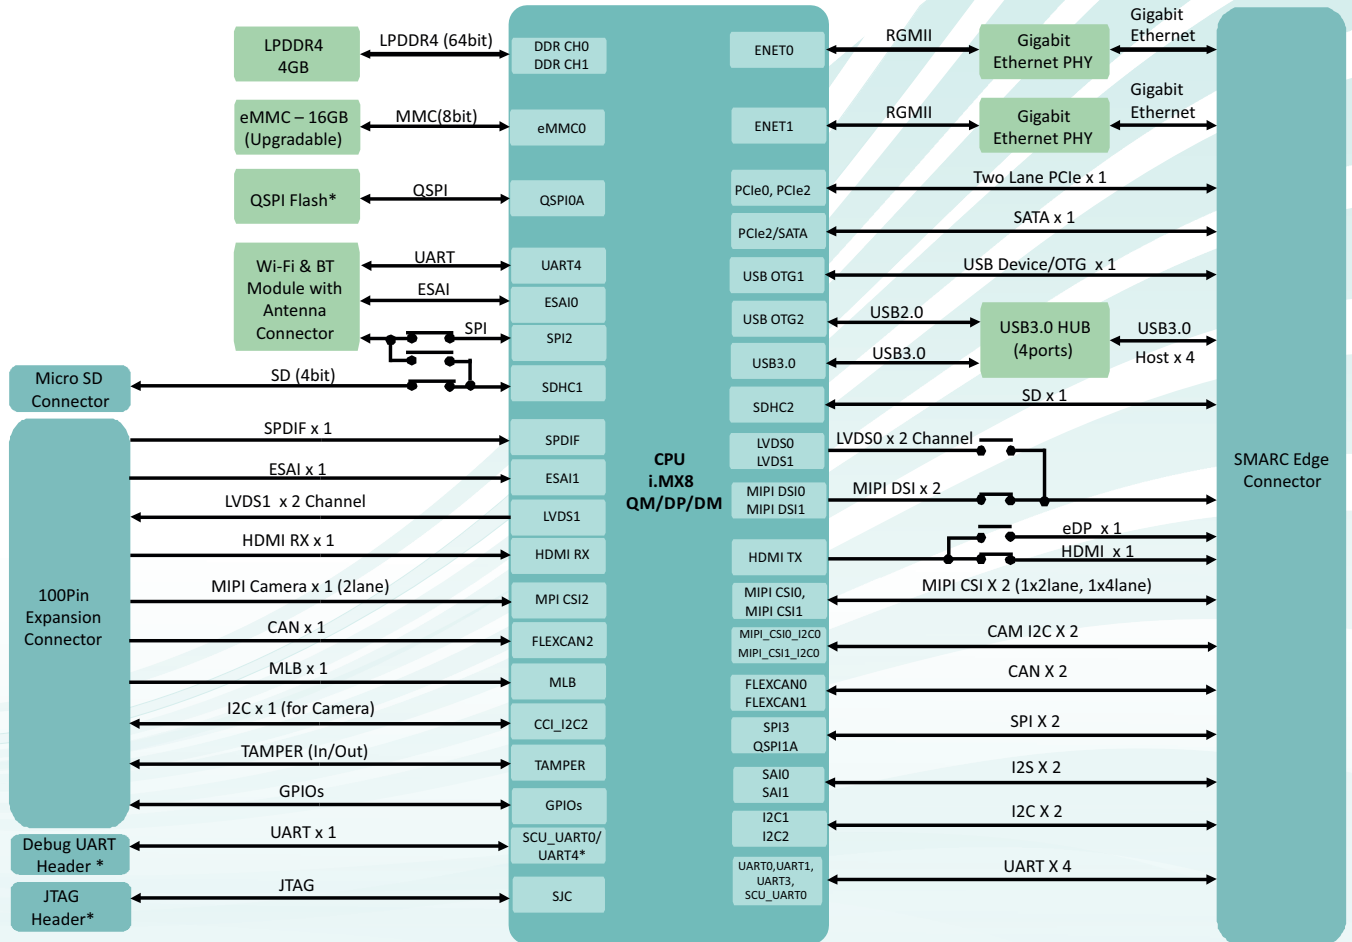 LPDDR4
4GB
LPDDR4 (64bit)
DDR CH0
DDR CH1
eMMC – 16GB
(Upgradable)
MMC(8bit)
eMMC0
QSPI Flash*
QSPI
QSPI0A
Wi-Fi & BT
Module with
Antenna
Connector
UART
UART4
ESAI
ESAI0
SPI
SPI2
Micro SD
Connector
SD (4bit)
SDHC1
100Pin
Expansion
Connector
SPDIF x 1
SPDIF
ESAI x 1
ESAI1
LVDS1 x 2 Channel
LVDS1
HDMI RX x 1
HDMI RX
MIPI Camera x 1 (2lane)
MPI CSI2
CAN x 1
FLEXCAN2
MLB x 1
MLB
I2C x 1 (for Camera)
CCI_I2C2
TAMPER (In/Out)
TAMPER
GPIOs
GPIOs
Debug UART
Header *
UART x 1
SCU_UART0/
UART4*
JTAG
Header*
JTAG
SJC
CPU
i.MX8
QM/DP/DM
ENET0
RGMII
Gigabit
Ethernet PHY
Gigabit
Ethernet
ENET1
RGMII
Gigabit
Ethernet PHY
Gigabit
Ethernet
PCIe0, PCIe2
Two Lane PCIe x 1
PCIe2/SATA
SATA x 1
USB OTG1
USB Device/OTG x 1
USB OTG2
USB2.0
USB3.0
USB3.0
USB3.0 HUB
(4ports)
USB3.0
Host x 4
SDHC2
SD x 1
LVDS0
LVDS1
LVDS0 x 2 Channel
MIPI DSI0
MIPI DSI1
MIPI DSI x 2
HDMI TX
eDP x 1
HDMI x 1
MIPI CSI0,
MIPI CSI1
MIPI CSI X 2 (1x2lane, 1x4lane)
MIPI_CSI0_I2C0
MIPI_CSI1_I2C0
CAM I2C X 2
FLEXCAN0
FLEXCAN1
CAN X 2
SPI3
QSPI1A
SPI X 2
SAI0
SAI1
I2S X 2
I2C1
I2C2
I2C X 2
UART0,UART1,
UART3,
SCU_UART0
UART X 4
SMARC Edge
Connector